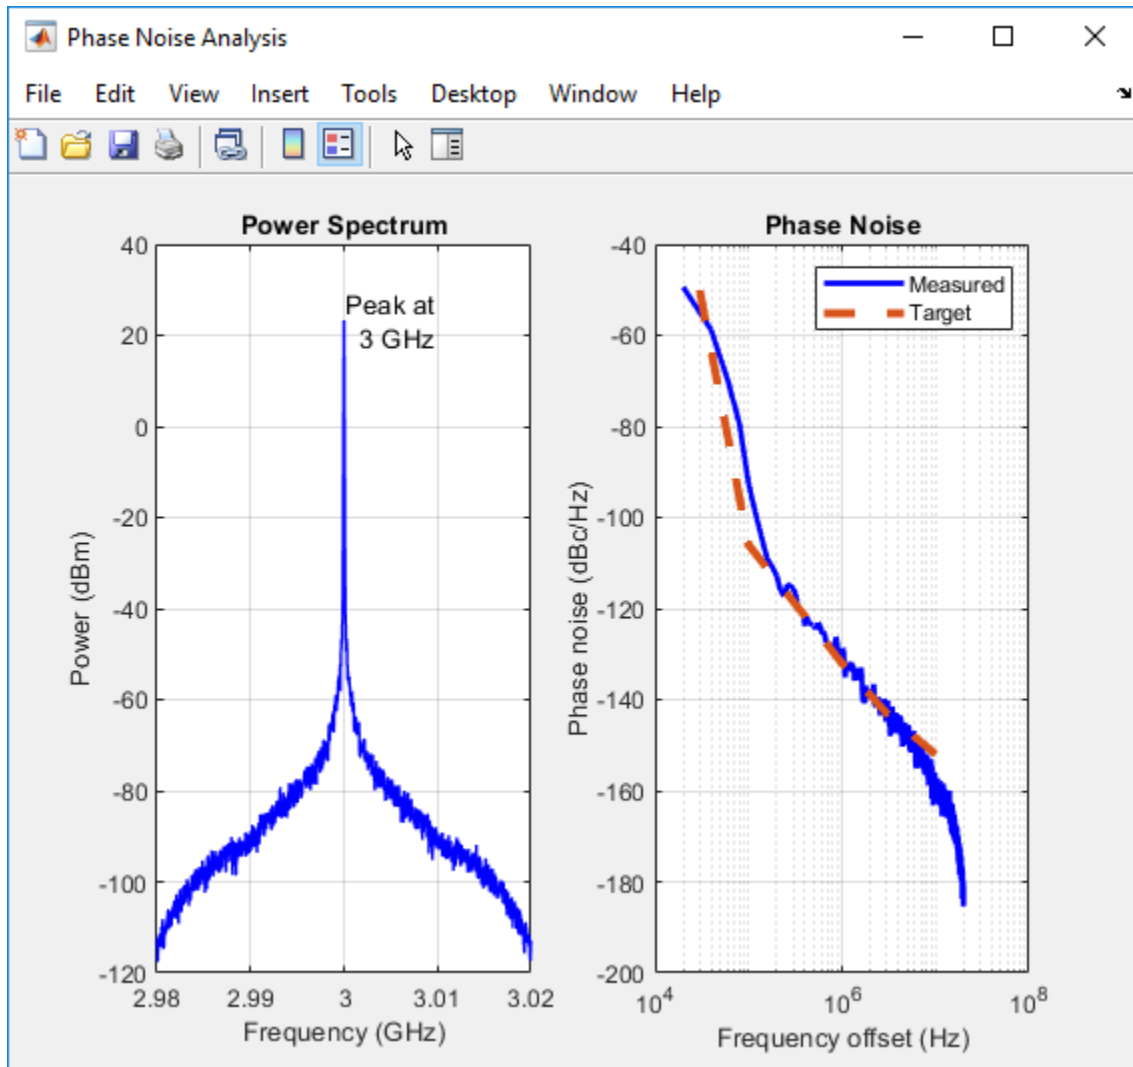 Phase Noise Analysis
File Edit View Insert Tools Desktop Window Help
Power Spectrum
40
20
0
-20
-40
-60
-80
-100
-120
Power (dBm)
Peak at
3 GHz
2.98 2.99 3 3.01 3.02
Frequency (GHz)
Phase Noise
-40
-60
-80
-100
-120
-140
-160
-180
-200
Phase noise (dBc/Hz)
Measured
Target
10^4 10^6 10^8
Frequency offset (Hz)